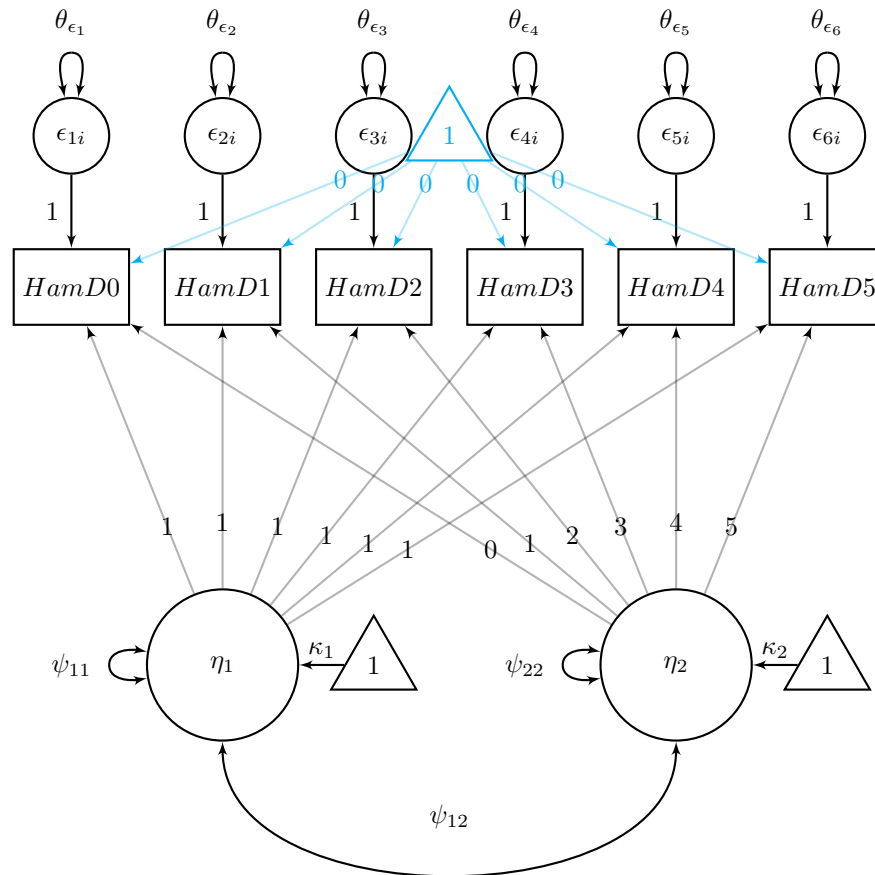 θϵ1 θϵ2 θϵ3 θϵ4 θϵ5 θϵ6
ϵ1i ϵ2i ϵ3i 1 ϵ4i ϵ5i ϵ6i
0 0 0 0 0 0
1 1 1 1 1 1
HamD0 HamD1 HamD2 HamD3 HamD4 HamD5
1 1 1 1 1 1 0 1 2 3 4 5
ψ11 η1 κ1 1 ψ22 η2 κ2 1
ψ12